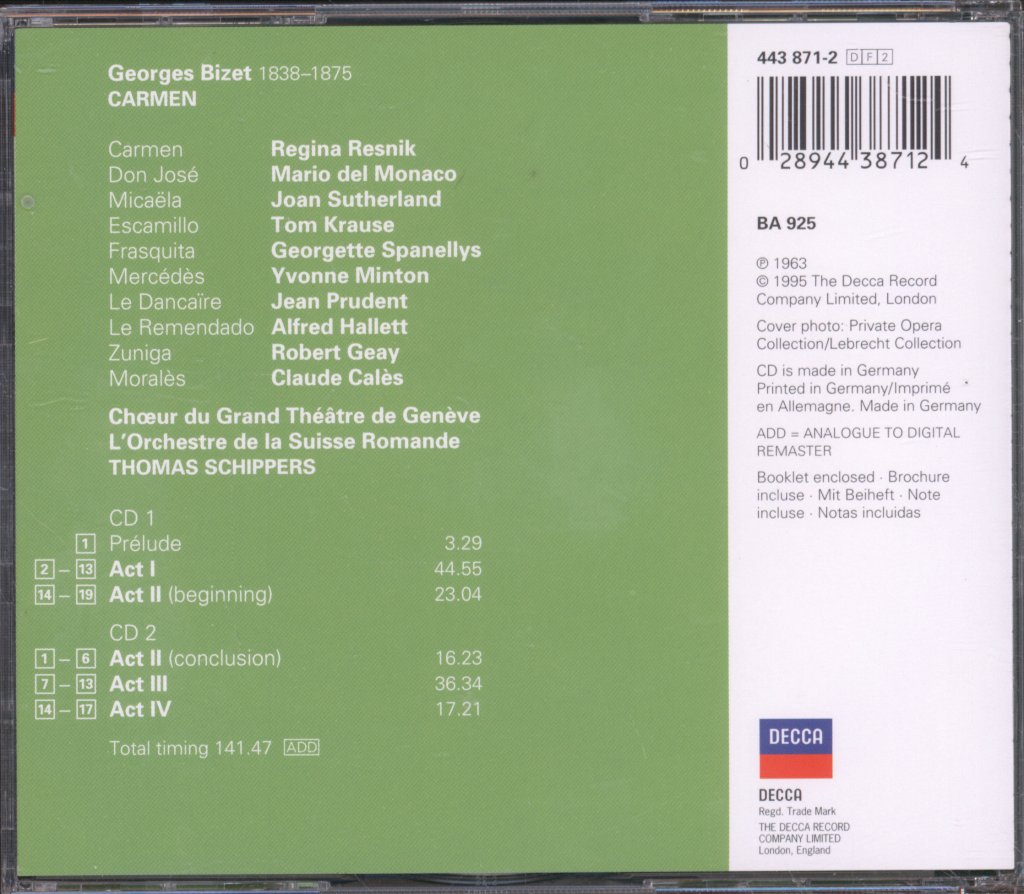 Georges Bizet 1838–1875
CARMEN
Carmen Regina Resnik
Don José Mario del Monaco
Micaëla Joan Sutherland
Escamillo Tom Krause
Frasquita Georgette Spanellys
Mercédès Yvonne Minton
Le Dancaïre Jean Prudent
Le Remendado Alfred Hallett
Zuniga Robert Geay
Moralès Claude Calès
Chœur du Grand Théâtre de Genève
L'Orchestre de la Suisse Romande
THOMAS SCHIPPERS
CD 1
1 Prélude 3.29
2 – 13 Act I 44.55
14 – 19 Act II (beginning) 23.04
CD 2
1 – 6 Act II (conclusion) 16.23
7 – 13 Act III 36.34
14 – 17 Act IV 17.21
Total timing 141.47 ADD
443 871-2 DF2
0 28944 38712 4
BA 925
℗ 1963
© 1995 The Decca Record
Company Limited, London
Cover photo: Private Opera
Collection/Lebrecht Collection
CD is made in Germany
Printed in Germany/Imprimé
en Allemagne. Made in Germany
ADD = ANALOGUE TO DIGITAL
REMASTER
Booklet enclosed · Brochure
incluse · Mit Beiheft · Note
incluse · Notas incluidas
DECCA
DECCA
Regd. Trade Mark
THE DECCA RECORD
COMPANY LIMITED
London, England